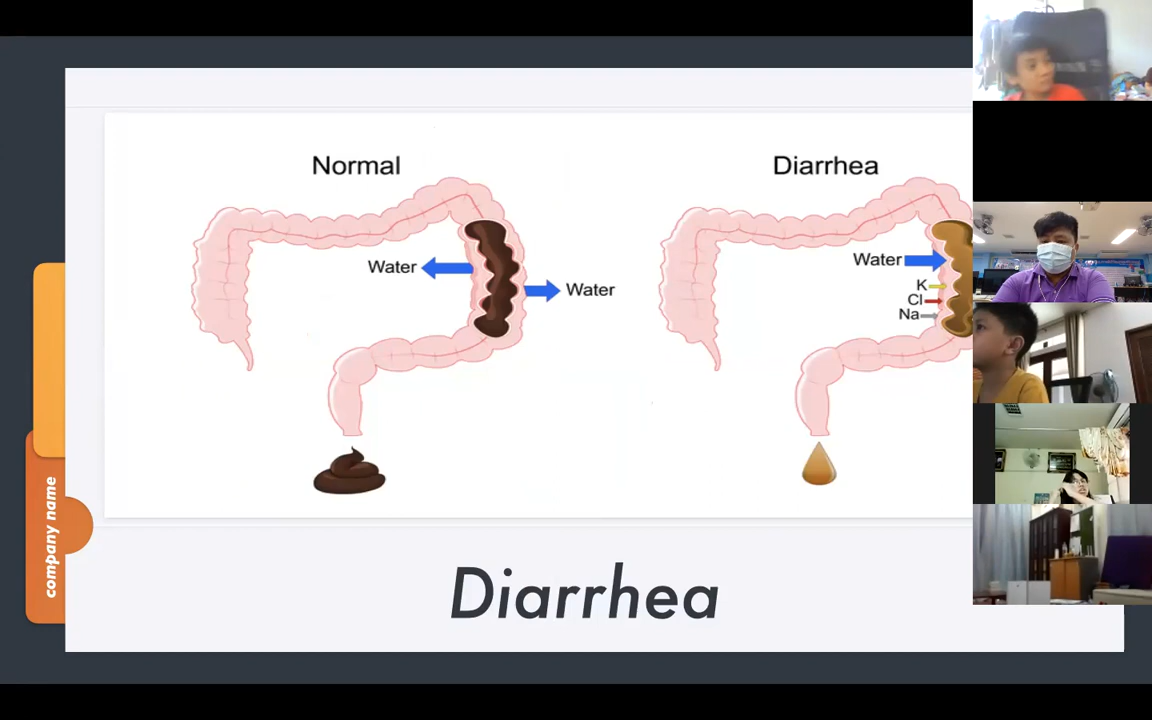 Normal
Diarrhea
Water
Water
Water
K
Cl
Na
company name
Diarrhea